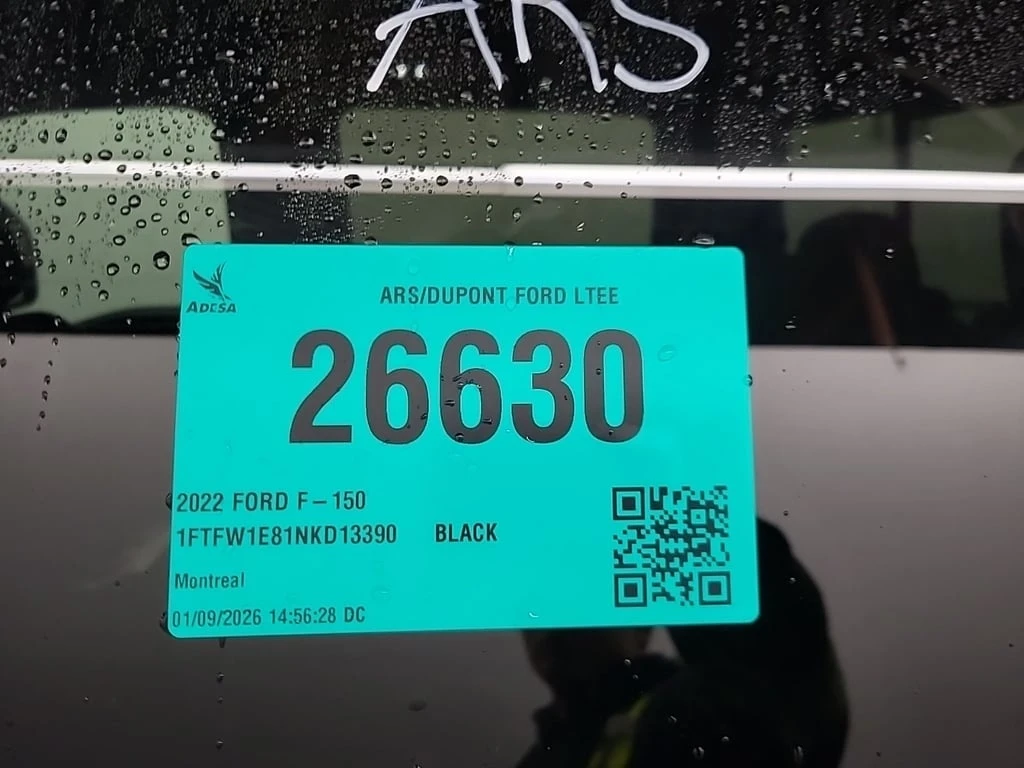 ARS
ADESA
ARS/DUPONT FORD LTEE
26630
2022 FORD F-150
1FTFW1E81NKD13390 BLACK
Montreal
01/09/2026 14:56:28 DC